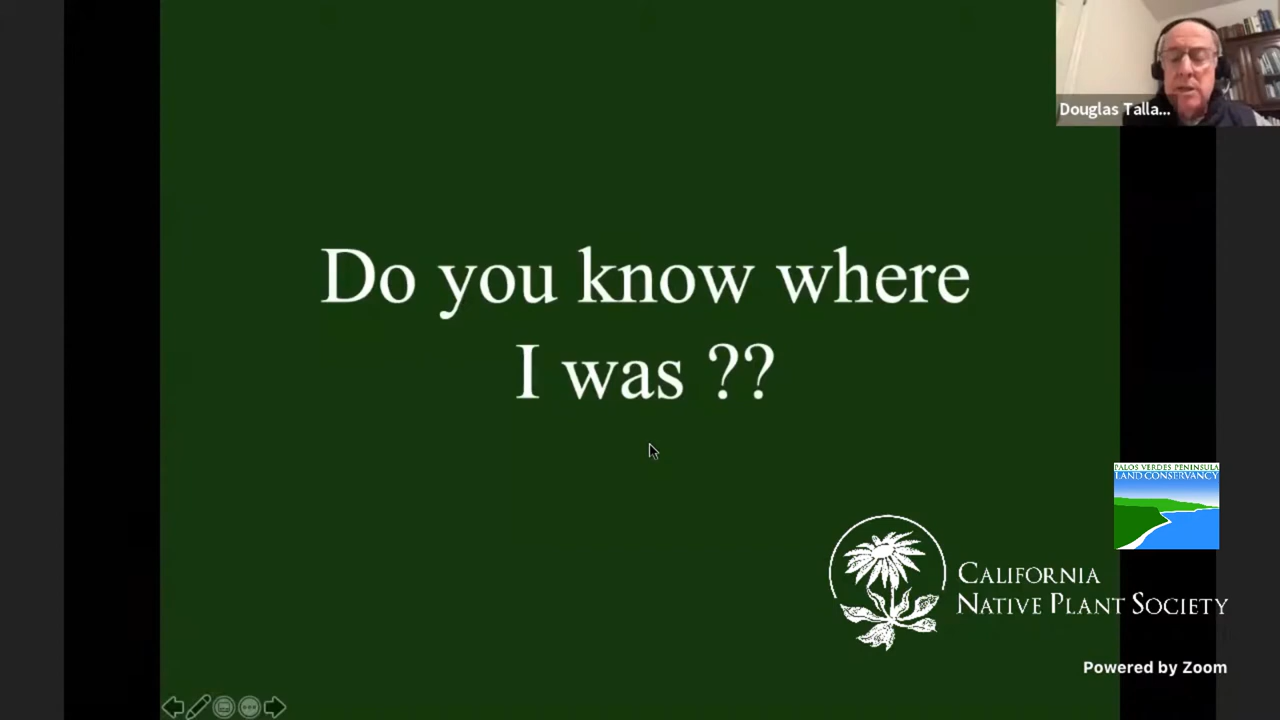 Douglas Talla...
Do you know where
I was ??
PALOS VERDES PENINSULA
LAND CONSERVANCY
CALIFORNIA
NATIVE PLANT SOCIETY
Powered by Zoom